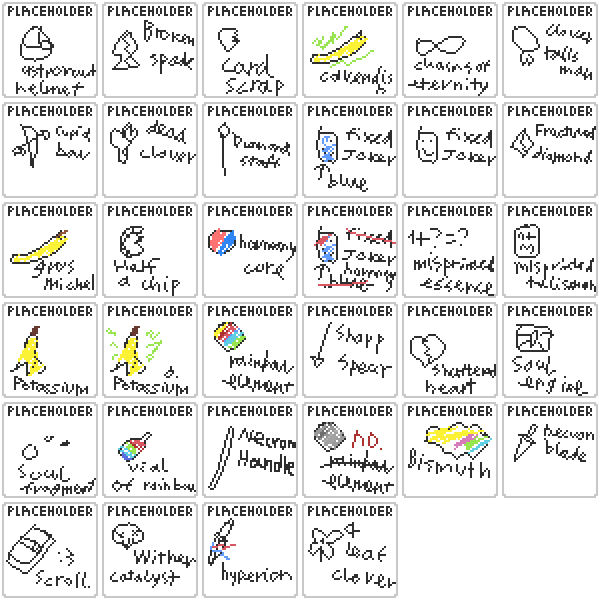 PLACEHOLDER
astronaut
helmet
PLACEHOLDER
Broken
spade
PLACEHOLDER
Card
Scrap
PLACEHOLDER
cavendis
h
PLACEHOLDER
chains of
eternity
PLACEHOLDER
clover
man
PLACEHOLDER
cupid
bow
PLACEHOLDER
dead
clover
PLACEHOLDER
Diamond
staff
PLACEHOLDER
fixed
Joker
blue
PLACEHOLDER
fixed
Joker
PLACEHOLDER
Fractured
diamond
PLACEHOLDER
gros
Michel
PLACEHOLDER
Half
a chip
PLACEHOLDER
harmony
core
PLACEHOLDER
fixed
Joker
harmony
blue
PLACEHOLDER
1+?=?
misprined
essence
PLACEHOLDER
talisman
PLACEHOLDER
Potassium
PLACEHOLDER
Potassium
PLACEHOLDER
rainbow
element
PLACEHOLDER
Sharp
spear
PLACEHOLDER
shattered
heart
PLACEHOLDER
Soul
engine
PLACEHOLDER
Soul
fragment
PLACEHOLDER
vial
of rainbow
PLACEHOLDER
Necron
Handle
PLACEHOLDER
no.
rainbow
element
PLACEHOLDER
Bismuth
PLACEHOLDER
necron
blade
PLACEHOLDER
:3
Scroll
PLACEHOLDER
Wither
catalyst
PLACEHOLDER
hyperion
PLACEHOLDER
4
leaf
clover